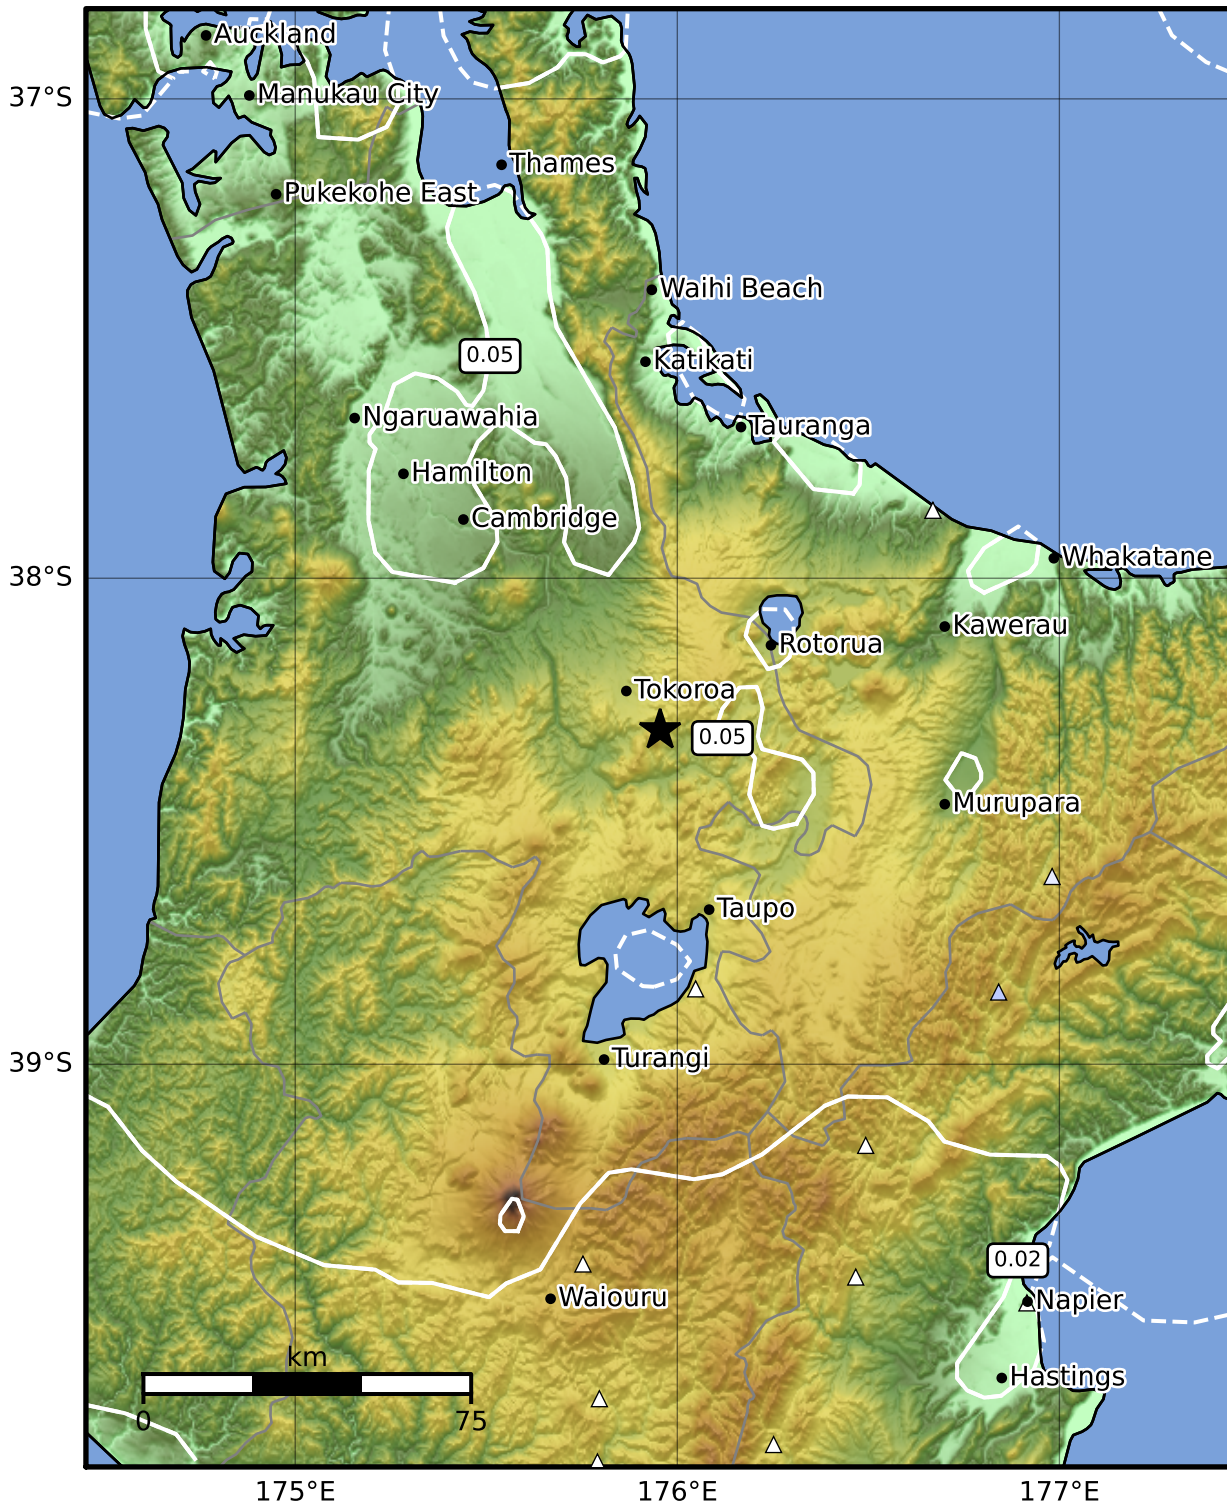 Auckland
37°S
Manukau City
Thames
Pukekohe East
Waihi Beach
0.05
Katikati
Ngaruawahia
Tauranga
Hamilton
Cambridge
Whakatane
38°S
Kawerau
Rotorua
Tokoroa
0.05
Murupara
Taupo
39°S
Turangi
0.02
Waiouru
Napier
km
Hastings
0
75
175°E
176°E
177°E